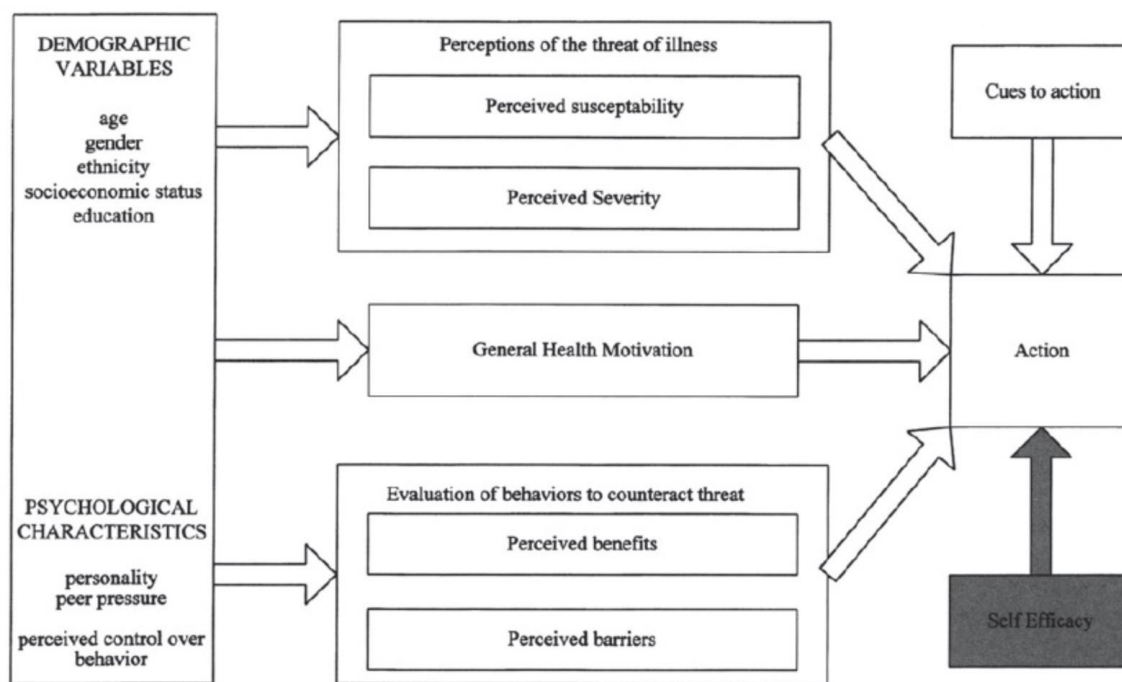 DEMOGRAPHIC
VARIABLES
age
gender
ethnicity
socioeconomic status
education
PSYCHOLOGICAL
CHARACTERISTICS
personality
peer pressure
perceived control over
behavior
Perceptions of the threat of illness
Perceived susceptability
Perceived Severity
General Health Motivation
Evaluation of behaviors to counteract threat
Perceived benefits
Perceived barriers
Cues to action
Action
Self Efficacy